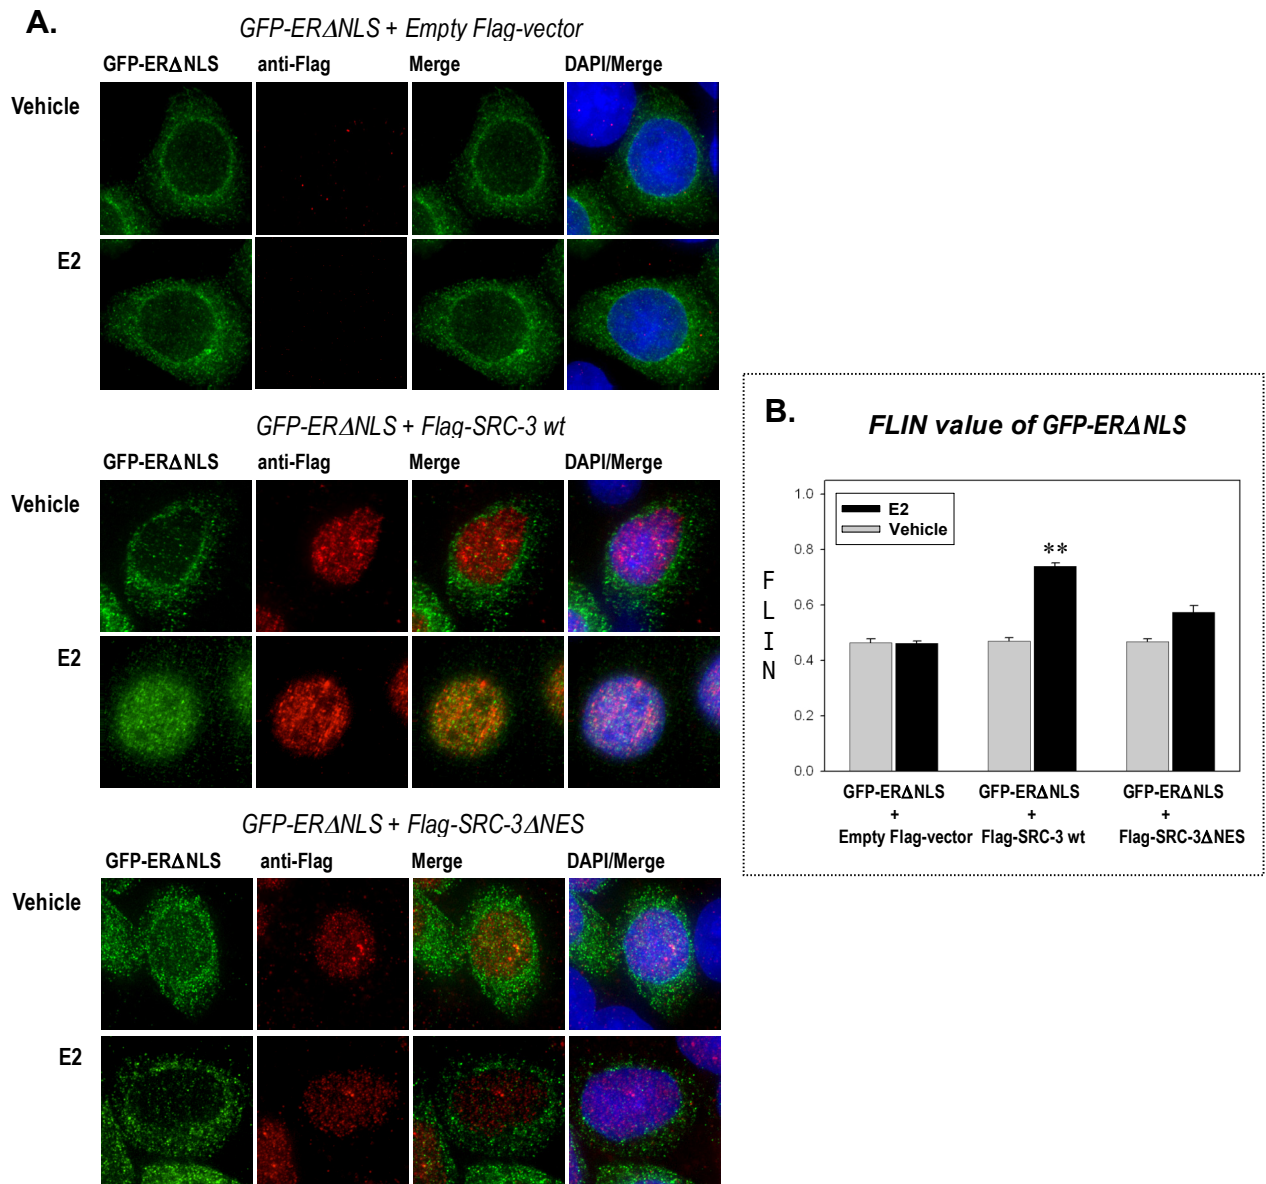 A.
GFP-ERΔNLS + Empty Flag-vector
GFP-ERΔNLS anti-Flag Merge DAPI/Merge
Vehicle
E2
GFP-ERΔNLS + Flag-SRC-3 wt
GFP-ERΔNLS anti-Flag Merge DAPI/Merge
Vehicle
E2
GFP-ERΔNLS + Flag-SRC-3ΔNES
GFP-ERΔNLS anti-Flag Merge DAPI/Merge
Vehicle
E2
B.
FLIN value of GFP-ERΔNLS
FLIN
1.0
0.8
0.6
0.4
0.2
0.0
E2
Vehicle
**
GFP-ERΔNLS GFP-ERΔNLS GFP-ERΔNLS
+ + +
Empty Flag-vector Flag-SRC-3 wt Flag-SRC-3ΔNES